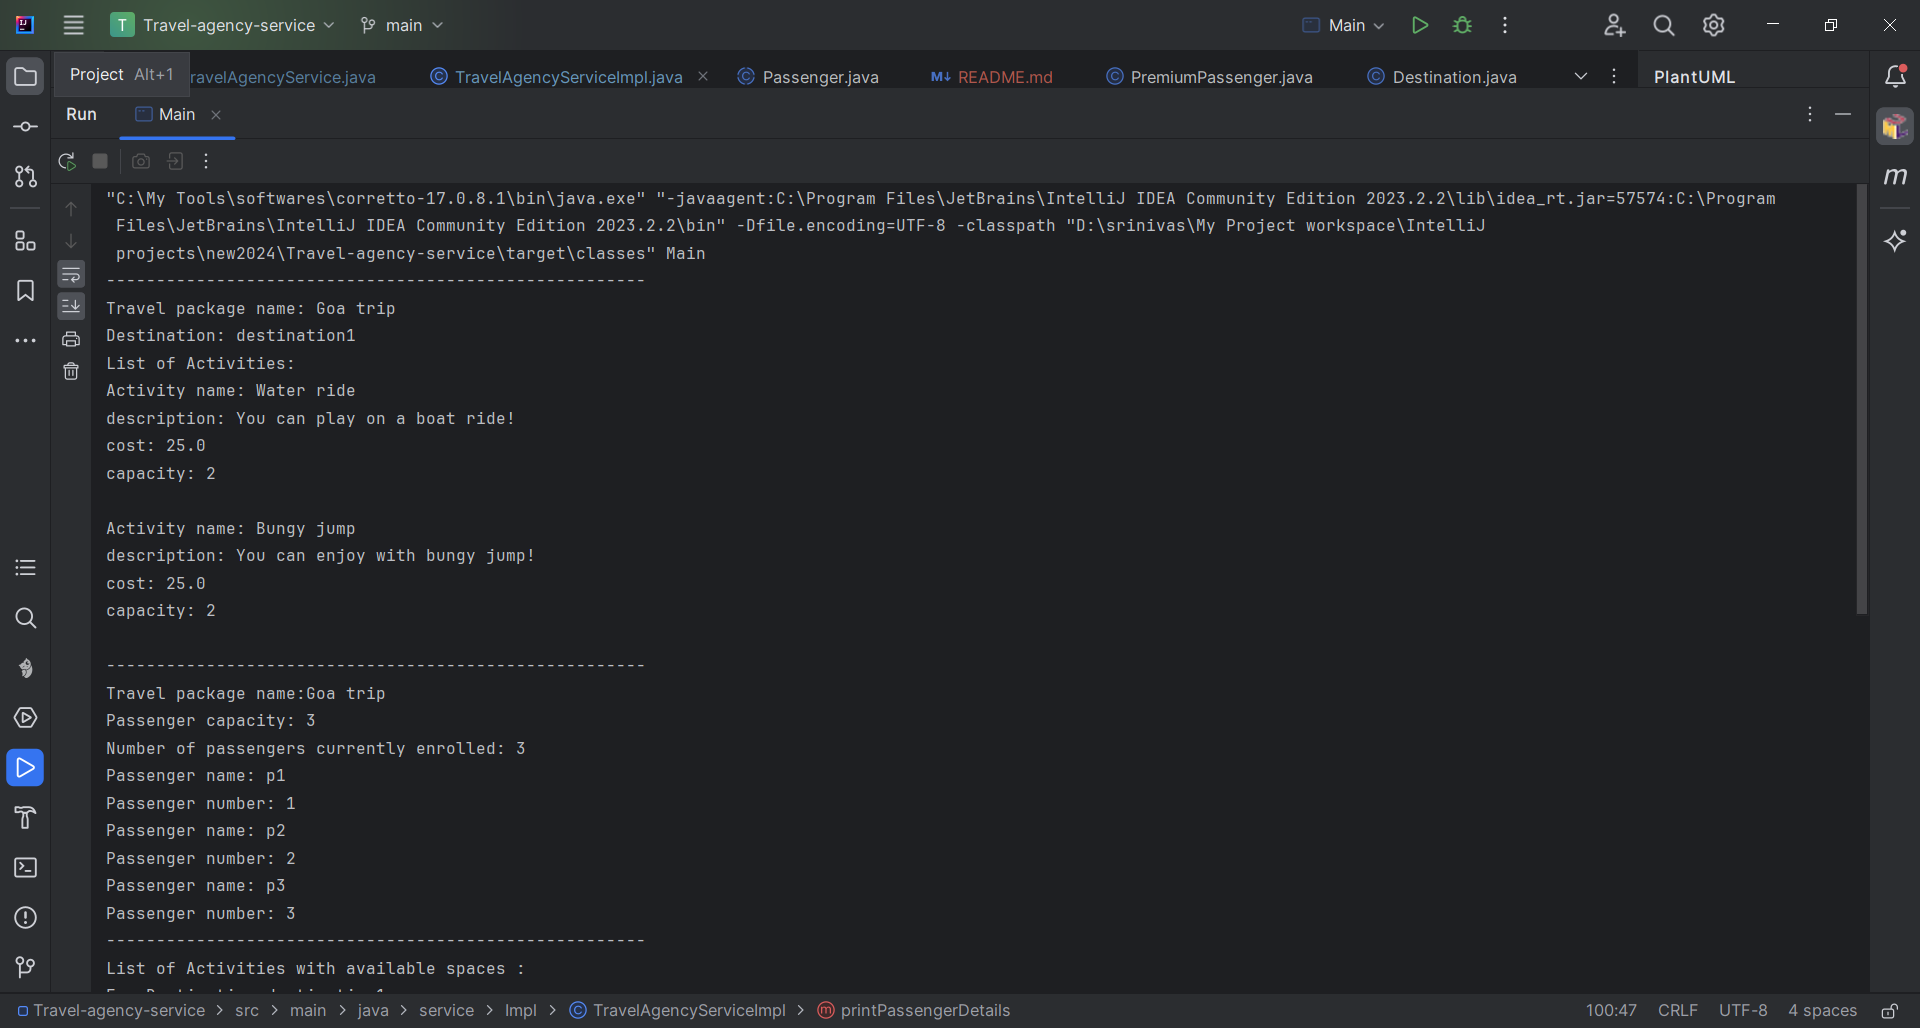 T Travel-agency-service main Main
Project Alt+1 ravelAgencyService.java TravelAgencyServiceImpl.java Passenger.java M↓ README.md PremiumPassenger.java Destination.java PlantUML
Run Main
"C:\My Tools\softwares\corretto-17.0.8.1\bin\java.exe" "-javaagent:C:\Program Files\JetBrains\IntelliJ IDEA Community Edition 2023.2.2\lib\idea_rt.jar=57574:C:\Program
Files\JetBrains\IntelliJ IDEA Community Edition 2023.2.2\bin" -Dfile.encoding=UTF-8 -classpath "D:\srinivas\My Project workspace\IntelliJ
projects\new2024\Travel-agency-service\target\classes" Main
------------------------------------------------------
Travel package name: Goa trip
Destination: destination1
List of Activities:
Activity name: Water ride
description: You can play on a boat ride!
cost: 25.0
capacity: 2
Activity name: Bungy jump
description: You can enjoy with bungy jump!
cost: 25.0
capacity: 2
------------------------------------------------------
Travel package name:Goa trip
Passenger capacity: 3
Number of passengers currently enrolled: 3
Passenger name: p1
Passenger number: 1
Passenger name: p2
Passenger number: 2
Passenger name: p3
Passenger number: 3
------------------------------------------------------
List of Activities with available spaces :
Travel-agency-service > src > main > java > service > Impl > TravelAgencyServiceImpl > printPassengerDetails 100:47 CRLF UTF-8 4 spaces